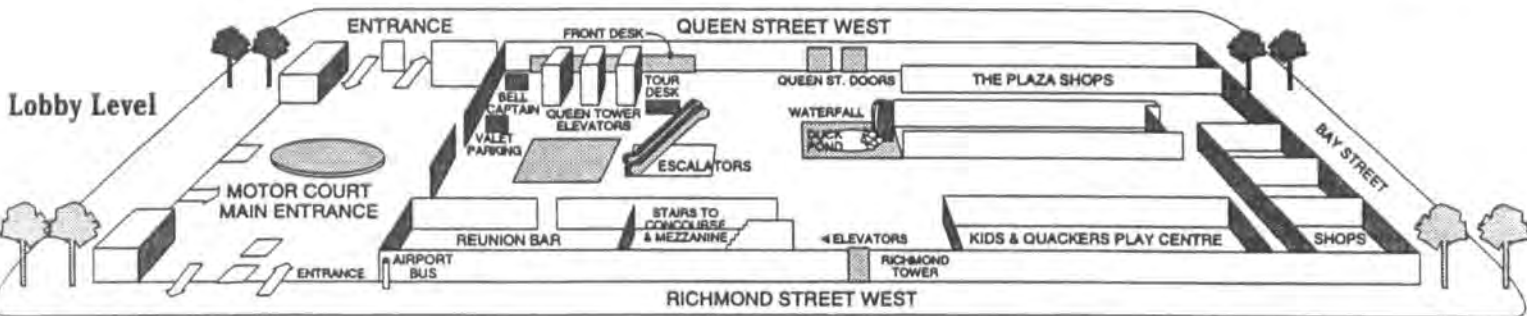 ENTRANCE
QUEEN STREET WEST
FRONT DESK
Lobby Level
BELL
CAPTAIN
QUEEN TOWER
ELEVATORS
TOUR
DESK
QUEEN ST. DOORS
THE PLAZA SHOPS
VALET
PARKING
WATERFALL
DUCK
POND
ESCALATORS
BAY STREET
MOTOR COURT
MAIN ENTRANCE
REUNION BAR
STAIRS TO
CONCOURSE
& MEZZANINE
◄ELEVATORS
KIDS & QUACKERS PLAY CENTRE
SHOPS
ENTRANCE
AIRPORT
BUS
RICHMOND
TOWER
RICHMOND STREET WEST